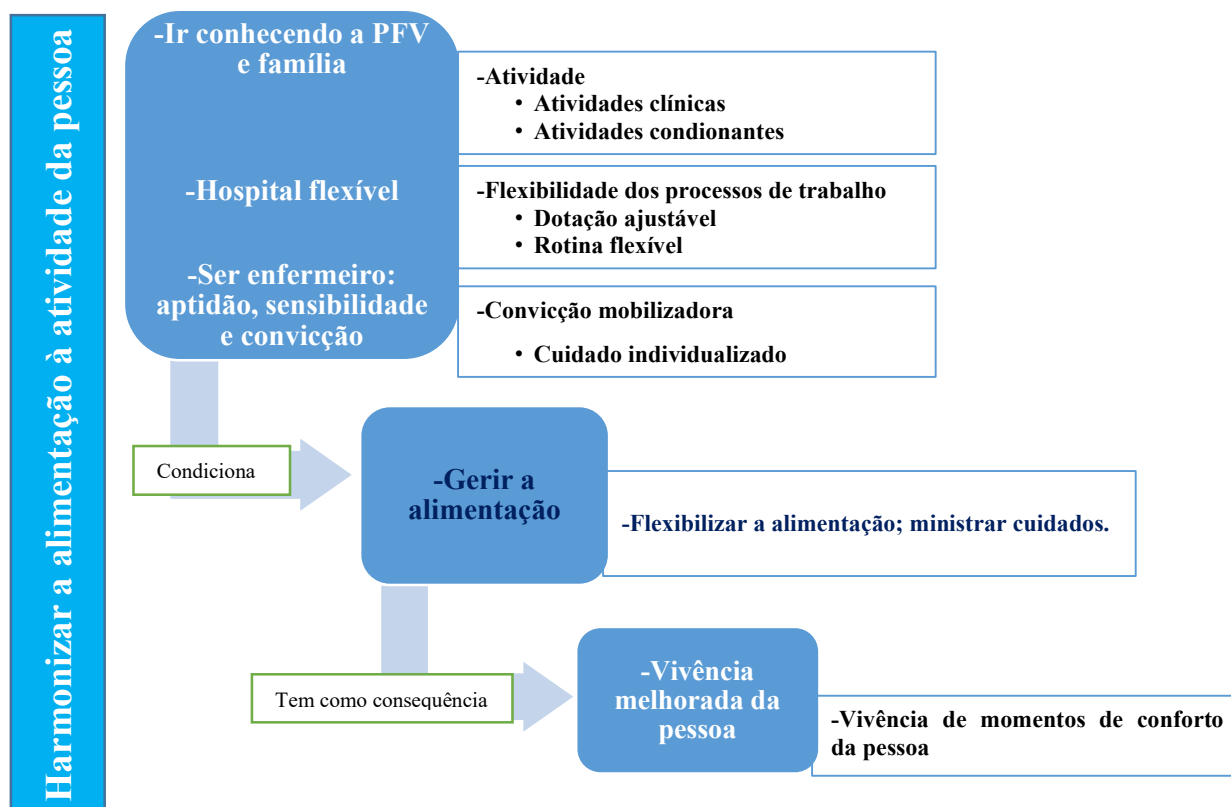 Harmonizar a alimentação à atividade da pessoa
-Ir conhecendo a PFV
e família
-Atividade
• Atividades clínicas
• Atividades condionantes
-Hospital flexível
-Flexibilidade dos processos de trabalho
• Dotação ajustável
• Rotina flexível
-Ser enfermeiro:
aptidão, sensibilidade
e convicção
-Convicção mobilizadora
• Cuidado individualizado
Condiciona
-Gerir a
alimentação
-Flexibilizar a alimentação; ministrar cuidados.
Tem como consequência
-Vivência
melhorada da
pessoa
-Vivência de momentos de conforto
da pessoa